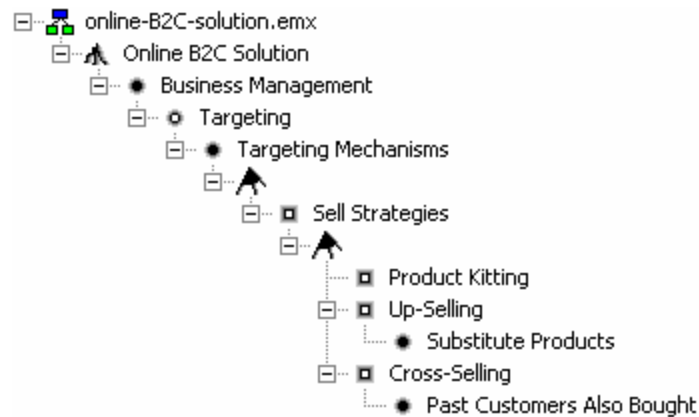 online-B2C-solution.emx
Online B2C Solution
Business Management
Targeting
Targeting Mechanisms
Sell Strategies
Product Kitting
Up-Selling
Substitute Products
Cross-Selling
Past Customers Also Bought